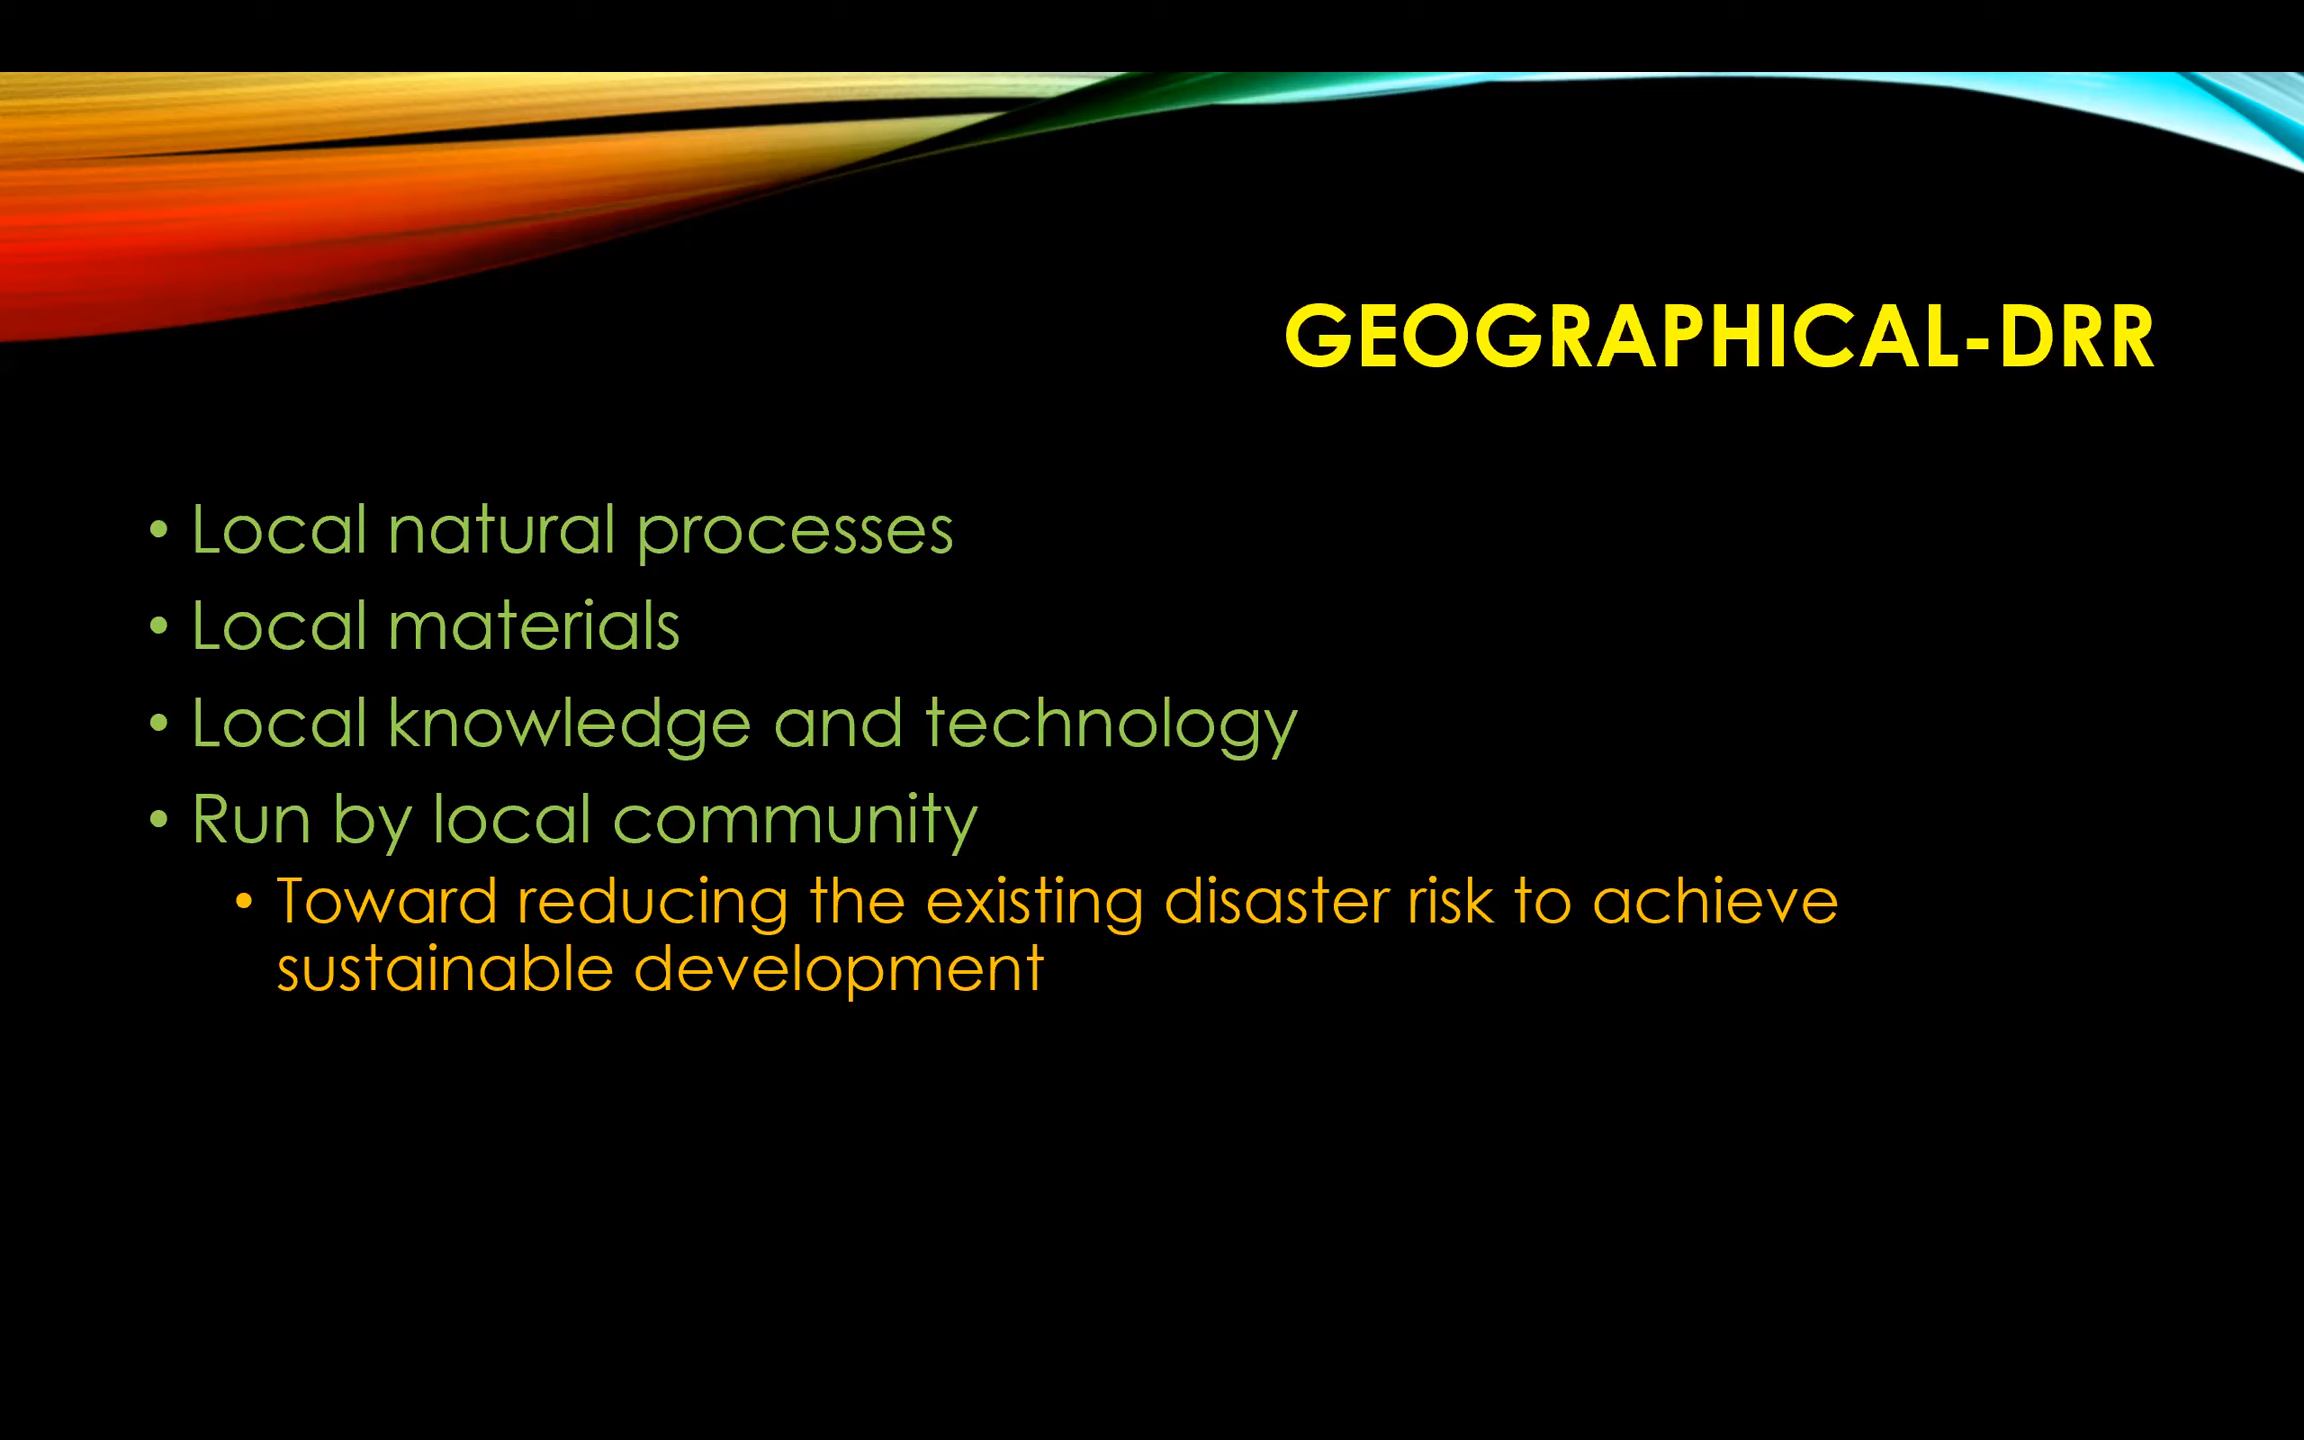 GEOGRAPHICAL-DRR
• Local natural processes
• Local materials
• Local knowledge and technology
• Run by local community
• Toward reducing the existing disaster risk to achieve
sustainable development